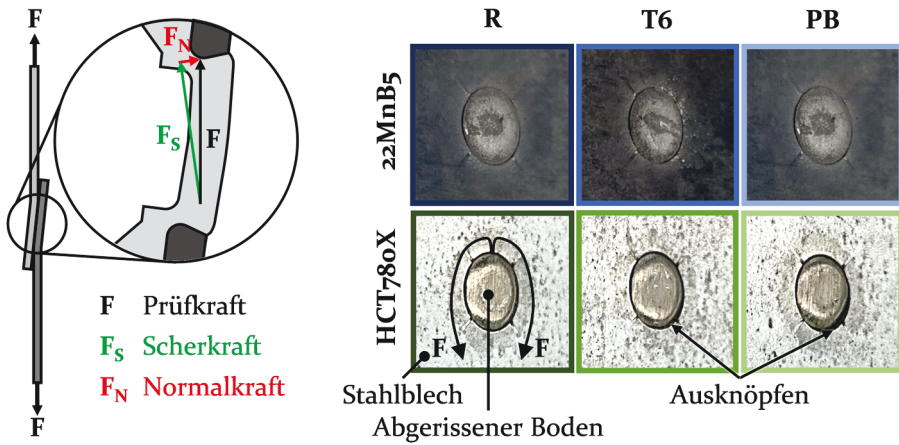 F
F_N
F_S
F
F
F Prüfkraft
F_S Scherkraft
F_N Normalkraft
R T6 PB
22MnB5
HCT780X
F F
Stahlblech
Abgerissener Boden
Ausknöpfen